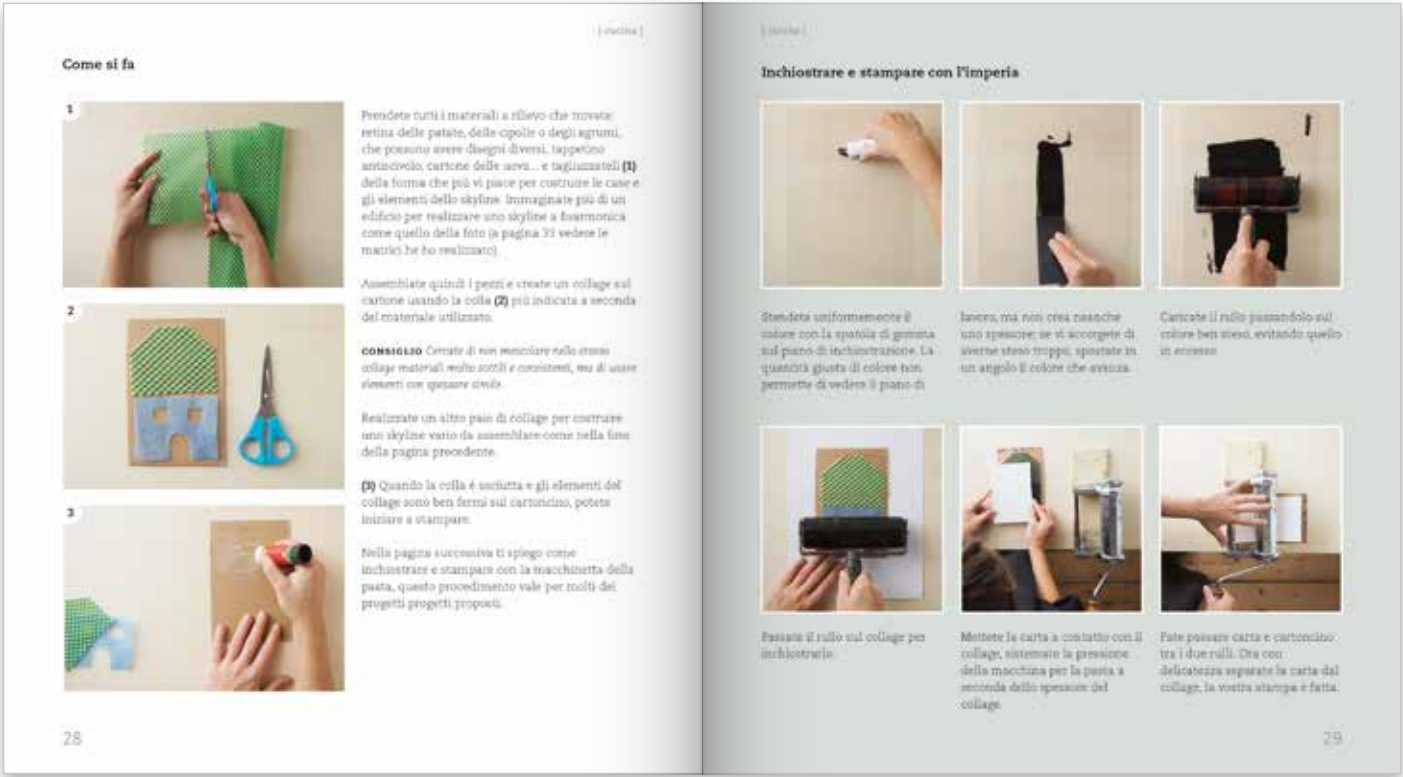 [ cucina ]
Come si fa
1
Prendete tutti i materiali a rilievo che trovate:
retina delle patate, delle cipolle o degli agrumi,
che possono avere disegni diversi, tappetino
antiscivolo, cartone delle uova... e tagliuzzateli (1)
della forma che più vi piace per costruire le case e
gli elementi dello skyline. Immaginate più di un
edificio per realizzare uno skyline a fisarmonica
come quello della foto (a pagina 33 vedere le
matrici he ho realizzato).
2
Assemblate quindi i pezzi e create un collage sul
cartone usando la colla (2) più indicata a seconda
del materiale utilizzato.
CONSIGLIO Cercate di non mescolare nello stesso
collage materiali molto sottili e consistenti, ma di usare
elementi con spessore simile.
Realizzate un altro paio di collage per costruire
uno skyline vario da assemblare come nella foto
della pagina precedente.
3
(3) Quando la colla è asciutta e gli elementi del
collage sono ben fermi sul cartoncino, potete
iniziare a stampare.
Nella pagina successiva ti spiego come
inchiostrare e stampare con la macchinetta della
pasta, questo procedimento vale per molti dei
progetti progetti proposti.
28
[ cucina ]
Inchiostrare e stampare con l'imperia
Stendete uniformemente il
colore con la spatola di gomma
sul piano di inchiostrazione. La
quantità giusta di colore non
permette di vedere il piano di
lavoro, ma non crea neanche
uno spessore; se vi accorgete di
averne steso troppo, spostate in
un angolo il colore che avanza.
Caricate il rullo passandolo sul
colore ben steso, evitando quello
in eccesso
Passate il rullo sul collage per
inchiostrarlo.
Mettete la carta a contatto con il
collage, sistemate la pressione
della macchina per la pasta a
seconda dello spessore del
collage.
Fate passare carta e cartoncino
tra i due rulli. Ora con
delicatezza separate la carta dal
collage, la vostra stampa è fatta.
29